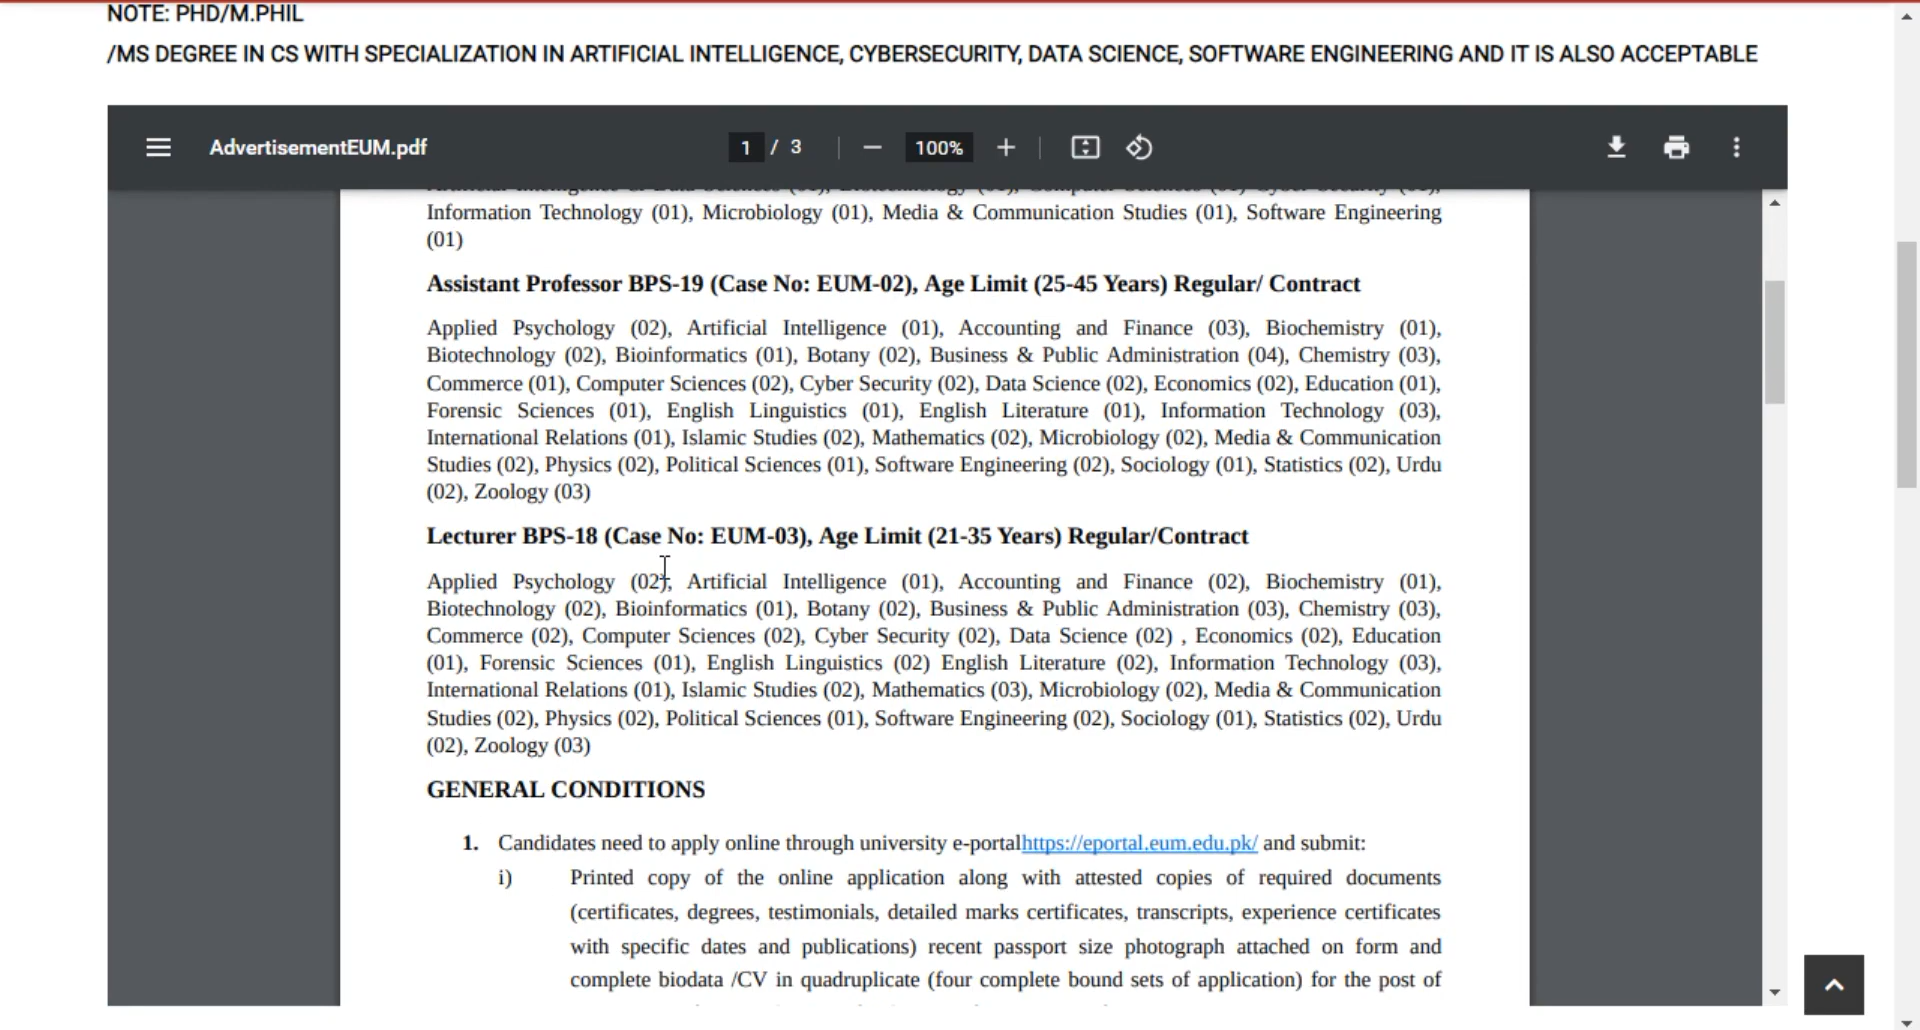 NOTE: PHD/M.PHIL
/MS DEGREE IN CS WITH SPECIALIZATION IN ARTIFICIAL INTELLIGENCE, CYBERSECURITY, DATA SCIENCE, SOFTWARE ENGINEERING AND IT IS ALSO ACCEPTABLE
AdvertisementEUM.pdf
1 / 3
100%
Information Technology (01), Microbiology (01), Media & Communication Studies (01), Software Engineering
(01)
Assistant Professor BPS-19 (Case No: EUM-02), Age Limit (25-45 Years) Regular/ Contract
Applied Psychology (02), Artificial Intelligence (01), Accounting and Finance (03), Biochemistry (01),
Biotechnology (02), Bioinformatics (01), Botany (02), Business & Public Administration (04), Chemistry (03),
Commerce (01), Computer Sciences (02), Cyber Security (02), Data Science (02), Economics (02), Education (01),
Forensic Sciences (01), English Linguistics (01), English Literature (01), Information Technology (03),
International Relations (01), Islamic Studies (02), Mathematics (02), Microbiology (02), Media & Communication
Studies (02), Physics (02), Political Sciences (01), Software Engineering (02), Sociology (01), Statistics (02), Urdu
(02), Zoology (03)
Lecturer BPS-18 (Case No: EUM-03), Age Limit (21-35 Years) Regular/Contract
Applied Psychology (02), Artificial Intelligence (01), Accounting and Finance (02), Biochemistry (01),
Biotechnology (02), Bioinformatics (01), Botany (02), Business & Public Administration (03), Chemistry (03),
Commerce (02), Computer Sciences (02), Cyber Security (02), Data Science (02) , Economics (02), Education
(01), Forensic Sciences (01), English Linguistics (02) English Literature (02), Information Technology (03),
International Relations (01), Islamic Studies (02), Mathematics (03), Microbiology (02), Media & Communication
Studies (02), Physics (02), Political Sciences (01), Software Engineering (02), Sociology (01), Statistics (02), Urdu
(02), Zoology (03)
GENERAL CONDITIONS
1. Candidates need to apply online through university e-portalhttps://eportal.eum.edu.pk/ and submit:
i) Printed copy of the online application along with attested copies of required documents
(certificates, degrees, testimonials, detailed marks certificates, transcripts, experience certificates
with specific dates and publications) recent passport size photograph attached on form and
complete biodata /CV in quadruplicate (four complete bound sets of application) for the post of